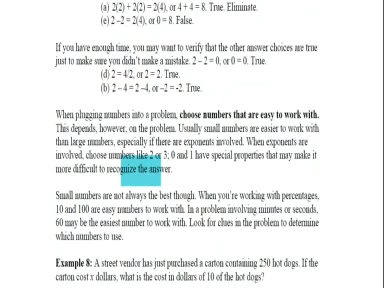 (a) 2(2) + 2(2) = 2(4), or 4 + 4 = 8. True. Eliminate.
(e) 2 –2 = 2(4), or 0 = 8. False.
If you have enough time, you may want to verify that the other answer choices are true
just to make sure you didn't make a mistake. 2 – 2 = 0, or 0 = 0. True.
(d) 2 = 4/2, or 2 = 2. True.
(b) 2 – 4 = 2 –4, or –2 = -2. True.
When plugging numbers into a problem, choose numbers that are easy to work with.
This depends, however, on the problem. Usually small numbers are easier to work with
than large numbers, especially if there are exponents involved. When exponents are
involved, choose numbers like 2 or 3; 0 and 1 have special properties that may make it
more difficult to recognize the answer.
Small numbers are not always the best though. When you're working with percentages,
10 and 100 are easy numbers to work with. In a problem involving minutes or seconds,
60 may be the easiest number to work with. Look for clues in the problem to determine
which numbers to use.
Example 8: A street vendor has just purchased a carton containing 250 hot dogs. If the
carton cost x dollars, what is the cost in dollars of 10 of the hot dogs?